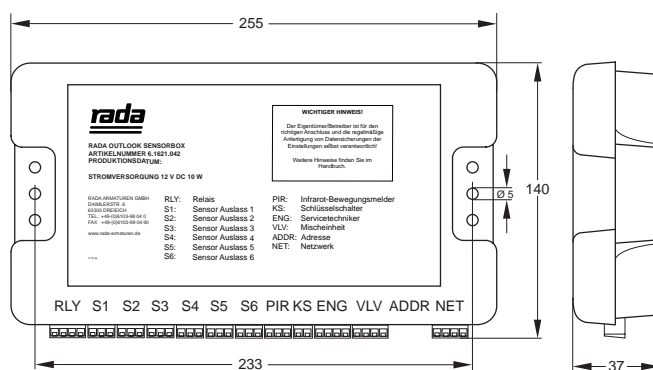 255
rada
RADA OUTLOOK SENSORBOX
ARTIKELNUMMER 6.1621.042
PRODUKTIONSDATUM:
STROMVERSORGUNG 12 V DC 10 W
WICHTIGER HINWEIS!
Der Eigentümer/Betreiber ist für den
richtigen Anschluss und die regelmäßige
Anfertigung von Datensicherungen der
Einstellungen selbst verantwortlich!
Weitere Hinweise finden Sie im
Handbuch.
RADA ARMATUREN GMBH
DAIMLERSTR. 6
63303 DREIEICH
TEL.: +49-(0)6103-98 04 0
FAX +49-(0)6103-98 04 90
www.rada-armaturen.de
RLY: Relais
S1: Sensor Auslass 1
S2: Sensor Auslass 2
S3: Sensor Auslass 3
S4: Sensor Auslass 4
S5: Sensor Auslass 5
S6: Sensor Auslass 6
PIR: Infrarot-Bewegungsmelder
KS: Schlüsselschalter
ENG: Servicetechniker
VLV: Mischeinheit
ADDR: Adresse
NET: Netzwerk
Ø 5
140
RLY S1 S2 S3 S4 S5 S6 PIR KS ENG VLV ADDR NET
233
37